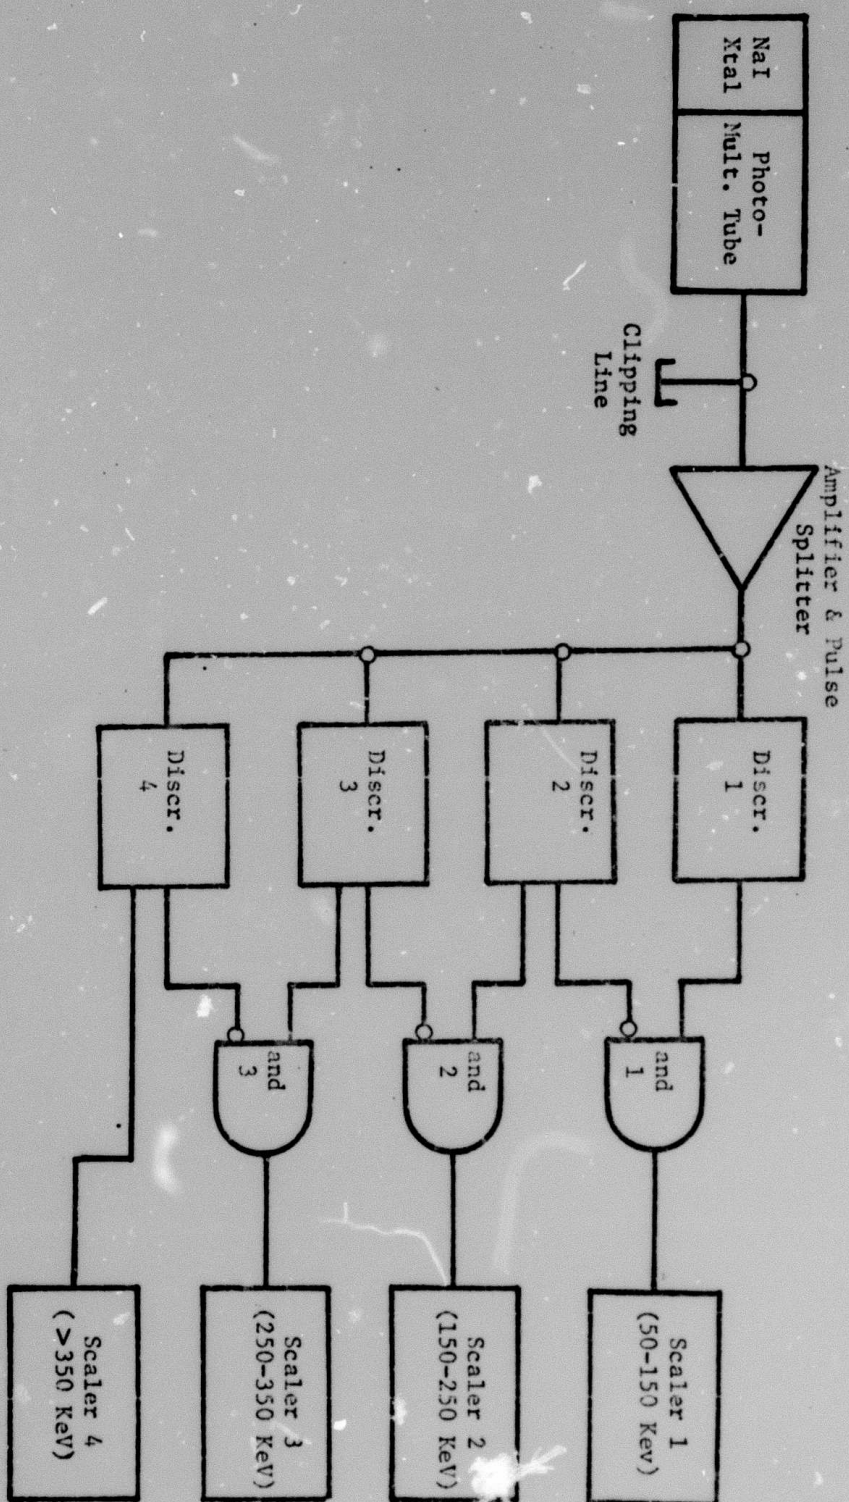 NaI
Xtal
Photo-
Mult. Tube
Clipping
Line
Amplifier & Pulse
Splitter
Discr.
1
Discr.
2
Discr.
3
Discr.
4
and
1
and
2
and
3
Scaler 1
(50-150 Kev)
Scaler 2
(150-250 KeV)
Scaler 3
(250-350 KeV)
Scaler 4
(>350 KeV)